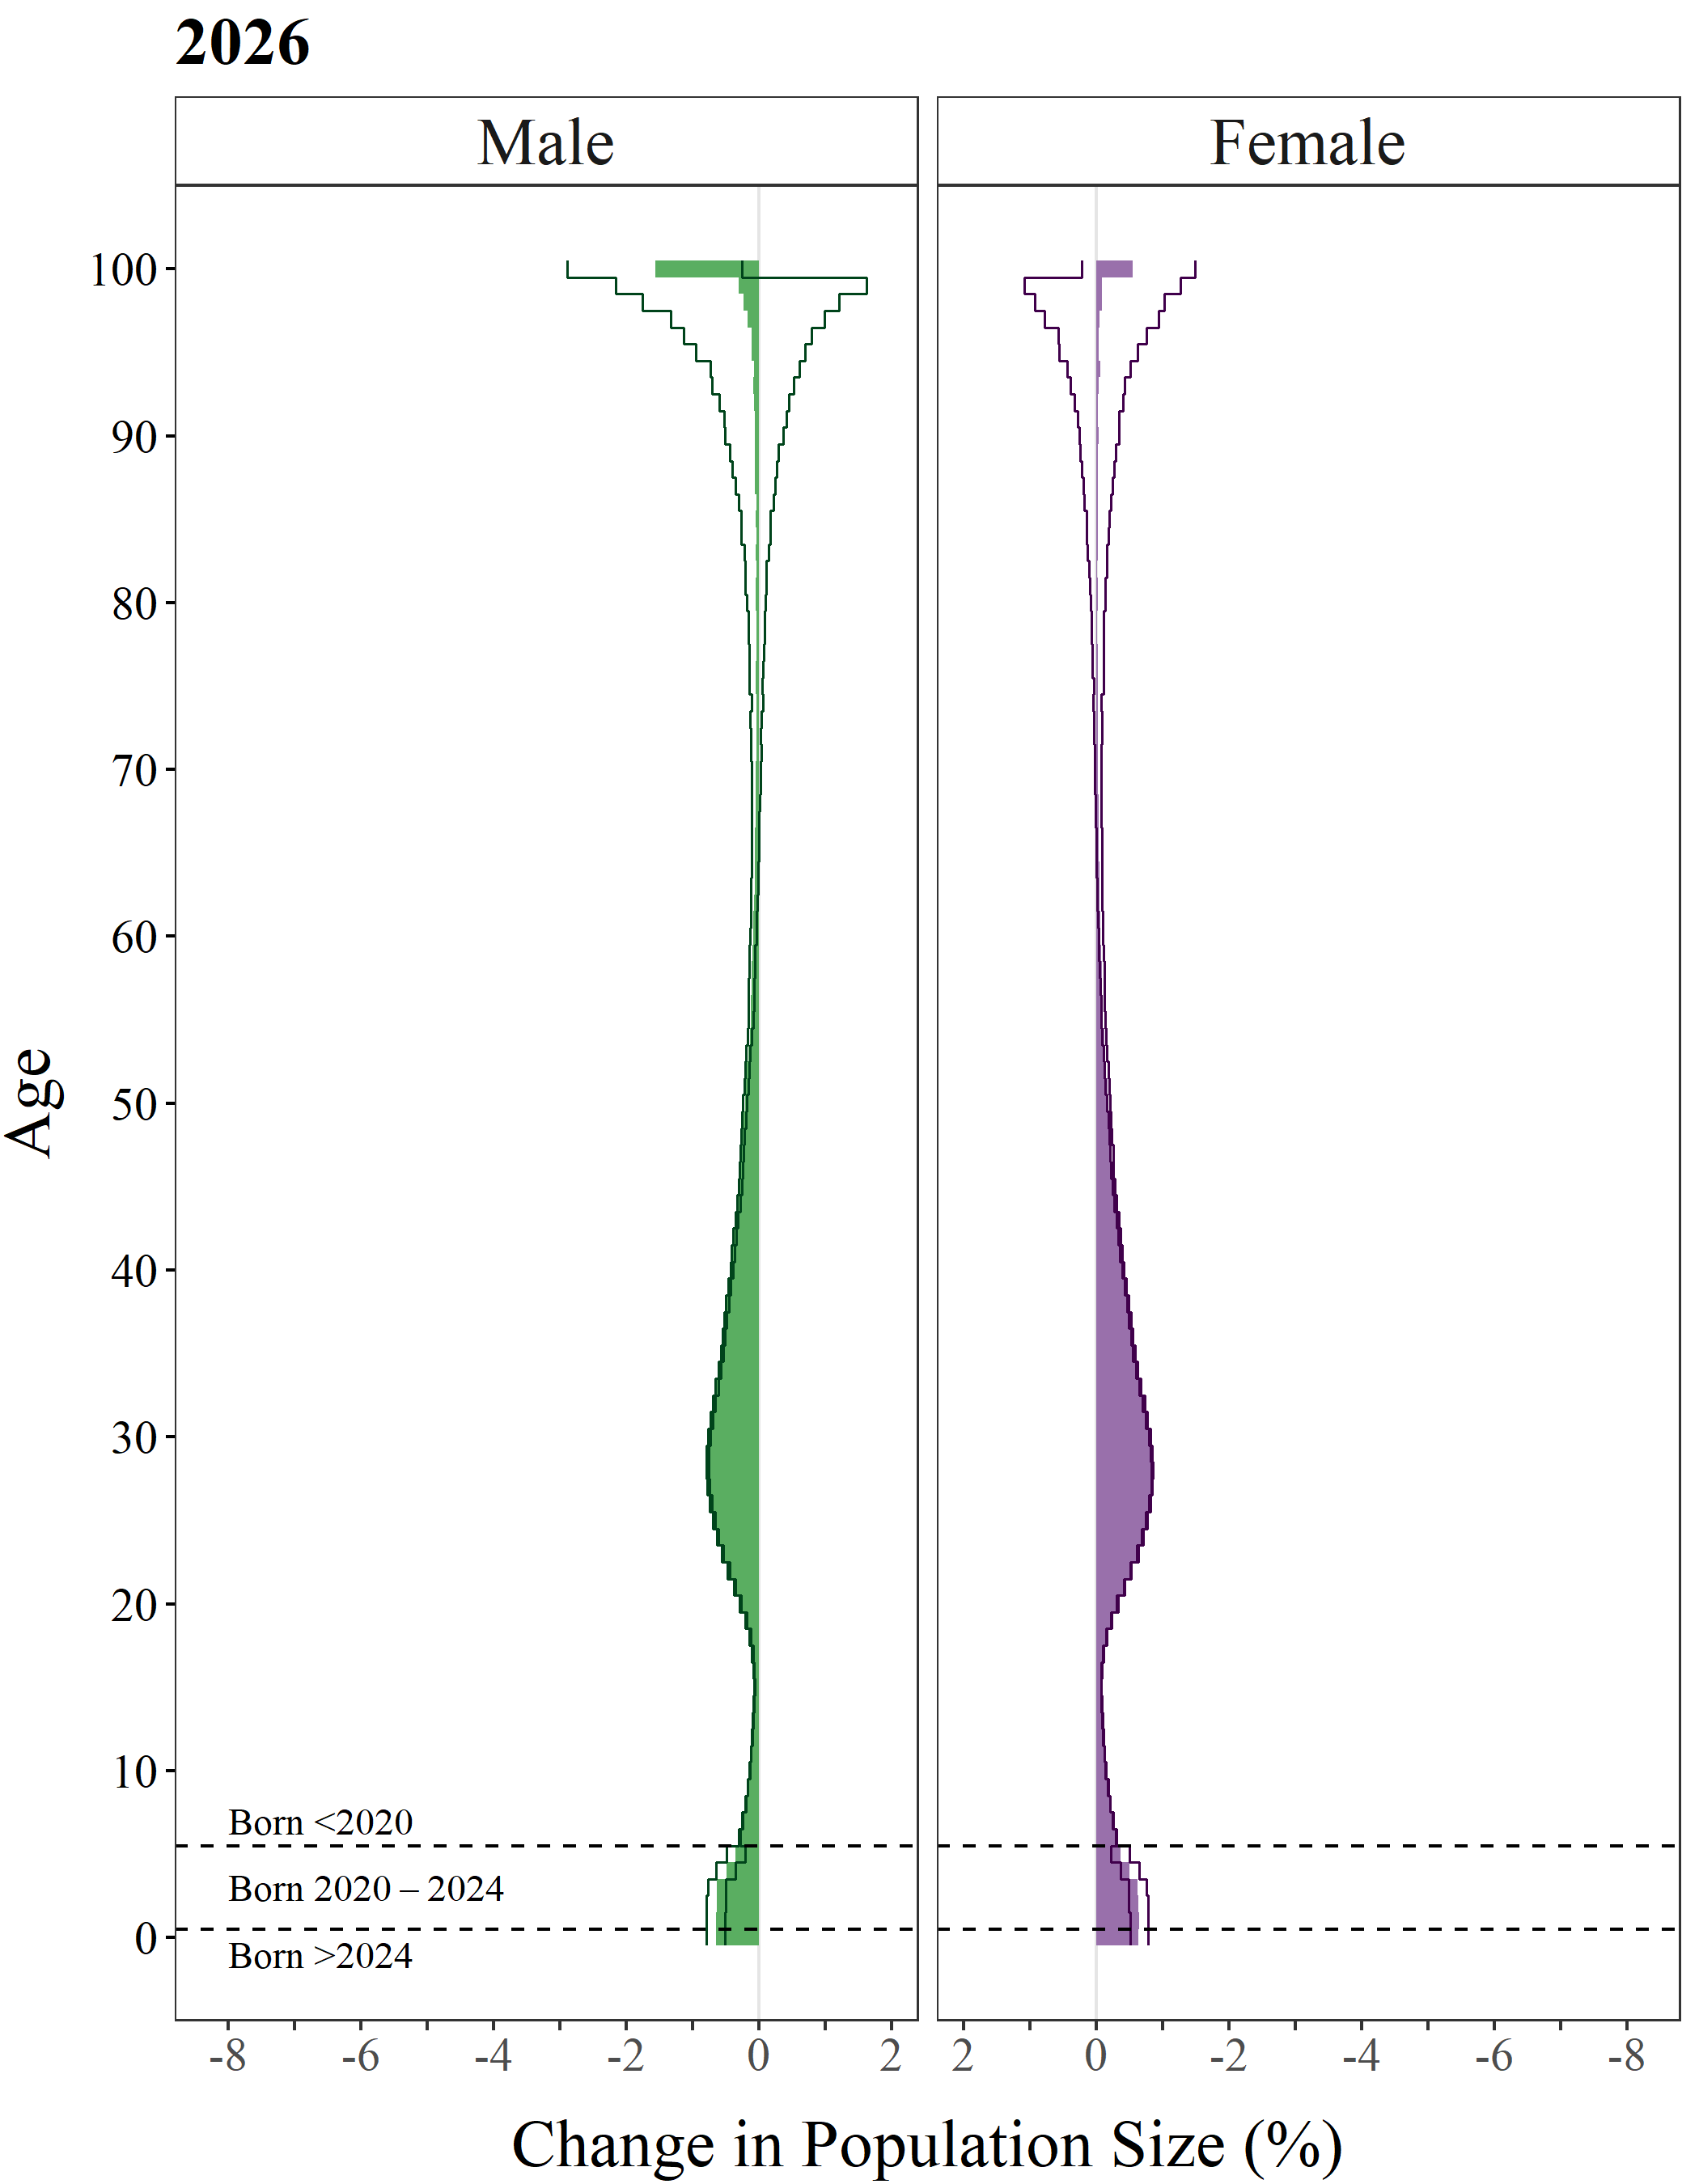 2026
Male Female
100
90
80
70
60
50
40
30
20
10
0
Age
Born <2020
Born 2020 – 2024
Born >2024
-8 -6 -4 -2 0 2 2 0 -2 -4 -6 -8
Change in Population Size (%)